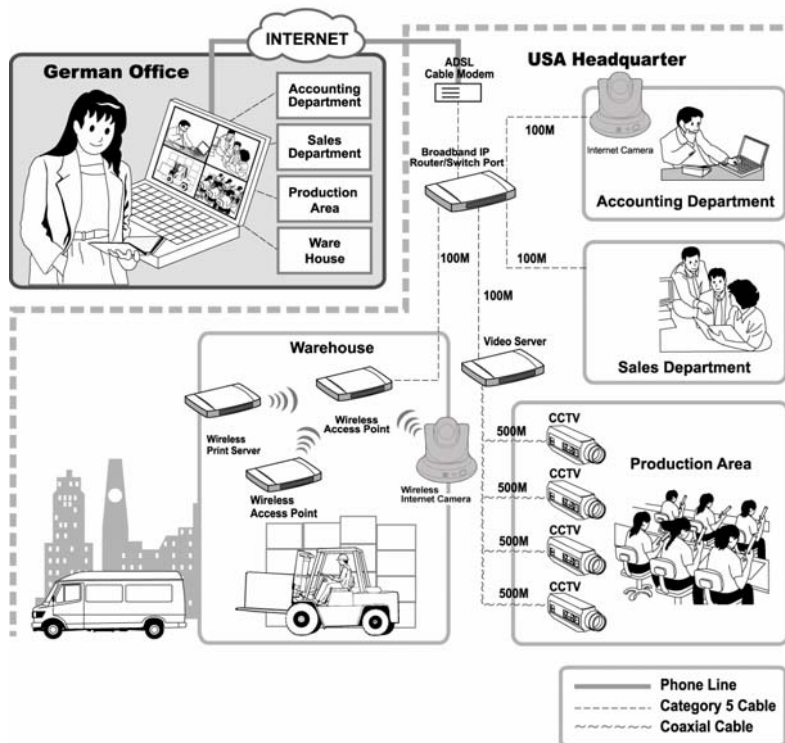 INTERNET
German Office
Accounting
Department
Sales
Department
Production
Area
Ware
House
ADSL
Cable Modem
USA Headquarter
100M
Internet Camera
Accounting Department
Broadband IP
Router/Switch Port
100M
100M
100M
Sales Department
Video Server
Warehouse
Wireless
Print Server
Wireless
Access Point
Wireless
Access Point
Wireless
Internet Camera
500M
CCTV
500M
CCTV
500M
CCTV
500M
CCTV
Production Area
Phone Line
Category 5 Cable
Coaxial Cable